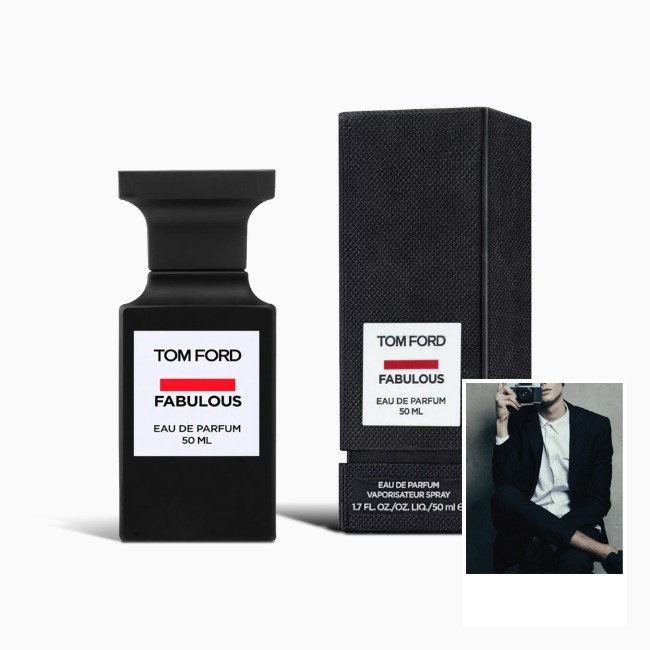 TOM FORD
FABULOUS
EAU DE PARFUM
50 ML
TOM FORD
FABULOUS
EAU DE PARFUM
50 ML
EAU DE PARFUM
VAPORISATEUR SPRAY
1.7 FL. OZ./OZ. LIQ./50 ml e